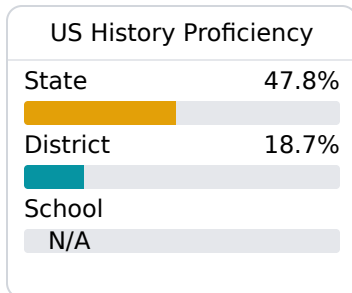 US History Proficiency
State 47.8%
District 18.7%
School
N/A